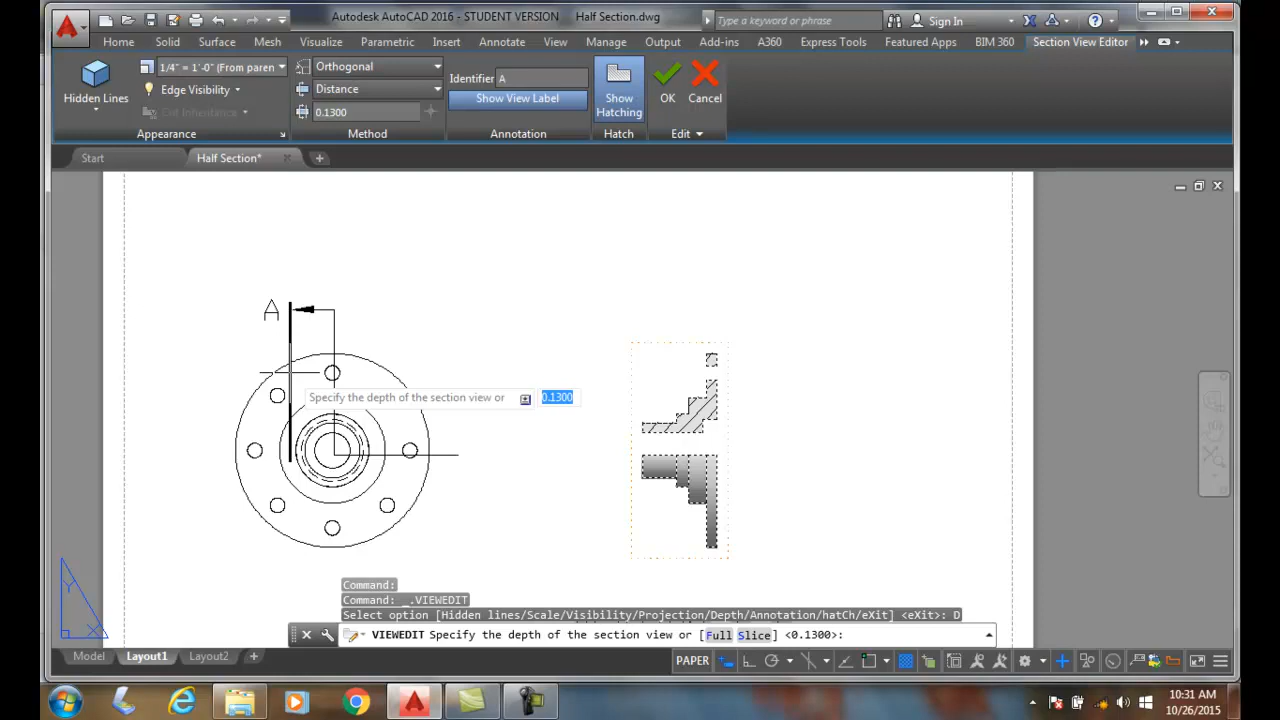 Autodesk AutoCAD 2016 - STUDENT VERSION Half Section.dwg
Type a keyword or phrase
Sign In
Home Solid Surface Mesh Visualize Parametric Insert Annotate View Manage Output Add-ins A360 Express Tools Featured Apps BIM 360 Section View Editor
Hidden Lines
1/4" = 1'-0" (From paren
Edge Visibility
Cut Inheritance
Appearance
Orthogonal
Distance
0.1300
Method
Identifier A
Show View Label
Annotation
Show Hatching
Hatch
OK
Cancel
Edit
Start
Half Section*
A
Specify the depth of the section view or 0.1300
Command:
Command: _.VIEWEDIT
Select option [Hidden lines/Scale/Visibility/Projection/Depth/Annotation/hatCh/eXit] <eXit>: D
VIEWEDIT Specify the depth of the section view or [Full Slice] <0.1300>:
Y
X
Model Layout1 Layout2
PAPER
10:31 AM
10/26/2015